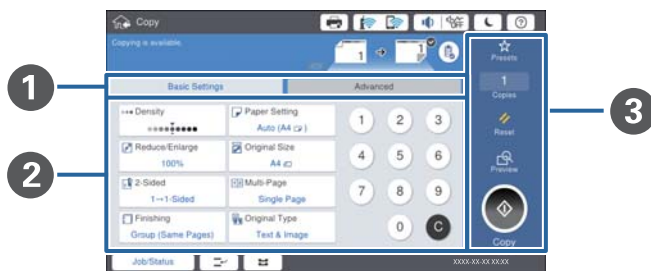 Copy
Copying is available.
1
1
Presets
1
Copies
Reset
Preview
Copy
1
Basic Settings
Advanced
3
2
Density
Paper Setting
Auto (A4)
1
2
3
Reduce/Enlarge
100%
Original Size
A4
4
5
6
2-Sided
1→1-Sided
Multi-Page
Single Page
7
8
9
Finishing
Group (Same Pages)
Original Type
Text & Image
0
C
Job/Status
XXXX-XX-XX XX:XX